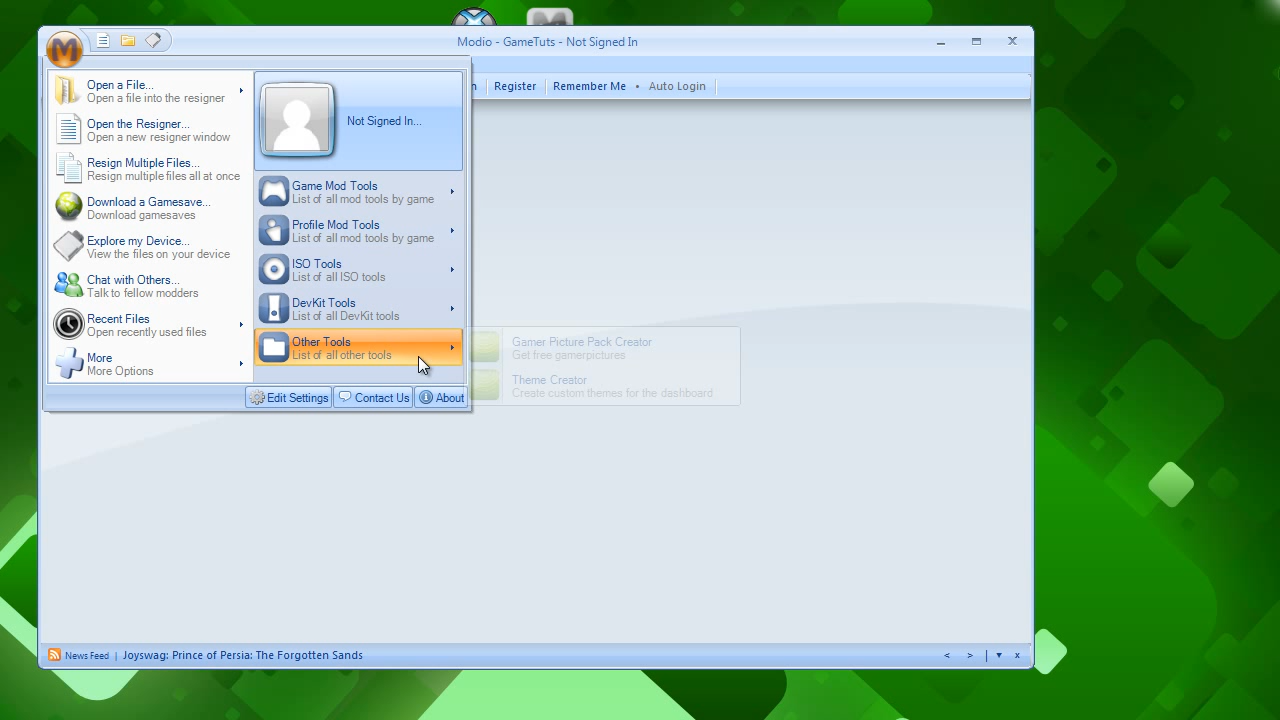 Modio - GameTuts - Not Signed In
Register
Remember Me • Auto Login
Open a File...
Open a file into the resigner
Open the Resigner...
Open a new resigner window
Resign Multiple Files...
Resign multiple files all at once
Download a Gamesave...
Download gamesaves
Explore my Device...
View the files on your device
Chat with Others...
Talk to fellow modders
Recent Files
Open recently used files
More
More Options
Not Signed In...
Game Mod Tools
List of all mod tools by game
Profile Mod Tools
List of all mod tools by game
ISO Tools
List of all ISO tools
DevKit Tools
List of all DevKit tools
Other Tools
List of all other tools
Gamer Picture Pack Creator
Get free gamerpictures
Theme Creator
Create custom themes for the dashboard
Edit Settings
Contact Us
About
News Feed | Joyswag: Prince of Persia: The Forgotten Sands